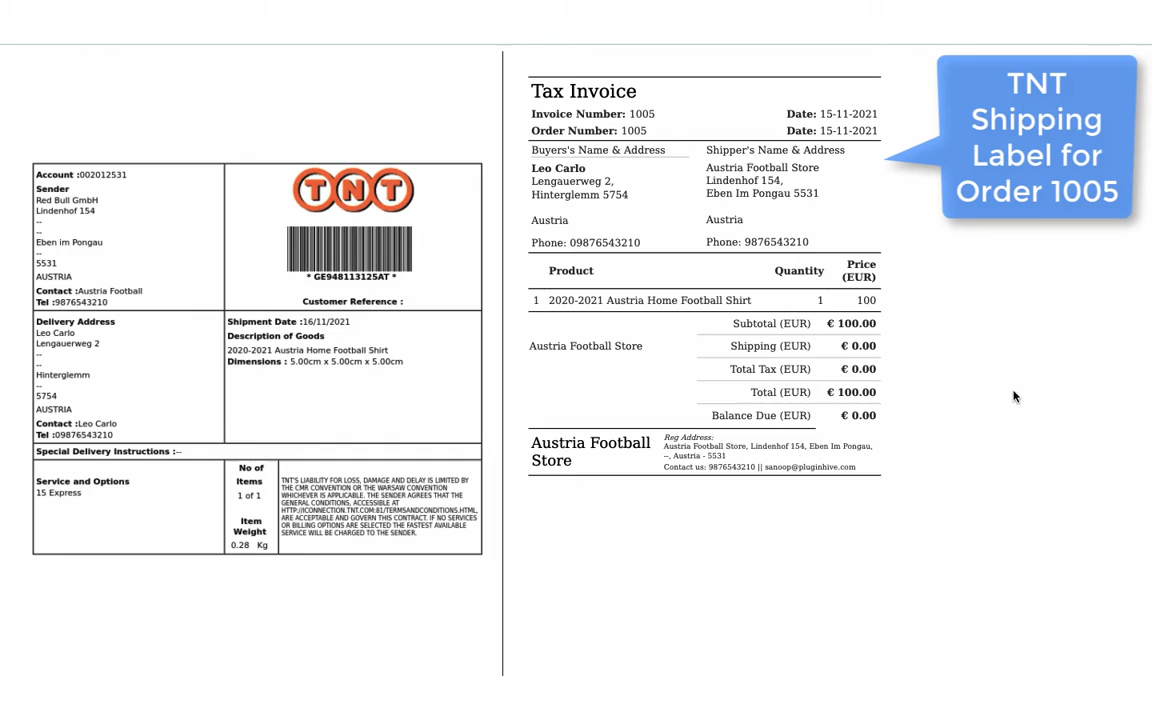 Account :002012531
Sender
Red Bull GmbH
Lindenhof 154
--
--
Eben im Pongau
--
5531
AUSTRIA
Contact :Austria Football
Tel :9876543210
TNT
* GE948113125AT *
Customer Reference :
Delivery Address
Leo Carlo
Lengauerweg 2
--
--
Hinterglemm
--
5754
AUSTRIA
Contact :Leo Carlo
Tel :09876543210
Shipment Date :16/11/2021
Description of Goods
2020-2021 Austria Home Football Shirt
Dimensions : 5.00cm x 5.00cm x 5.00cm
Special Delivery Instructions :--
Service and Options
15 Express
No of
Items
1 of 1
Item
Weight
0.28 Kg
TNT'S LIABILITY FOR LOSS, DAMAGE AND DELAY IS LIMITED BY
THE CMR CONVENTION OR THE WARSAW CONVENTION
WHICHEVER IS APPLICABLE. THE SENDER AGREES THAT THE
GENERAL CONDITIONS, ACCESSIBLE AT
HTTP://ICONNECTION.TNT.COM:81/TERMSANDCONDITIONS.HTML,
ARE ACCEPTABLE AND GOVERN THIS CONTRACT. IF NO SERVICES
OR BILLING OPTIONS ARE SELECTED THE FASTEST AVAILABLE
SERVICE WILL BE CHARGED TO THE SENDER.
Tax Invoice
Invoice Number: 1005 Date: 15-11-2021
Order Number: 1005 Date: 15-11-2021
Buyers's Name & Address Shipper's Name & Address
Leo Carlo
Lengauerweg 2,
Hinterglemm 5754
Austria
Phone: 09876543210
Austria Football Store
Lindenhof 154,
Eben Im Pongau 5531
Austria
Phone: 9876543210
Product Quantity Price
(EUR)
1 2020-2021 Austria Home Football Shirt 1 100
Subtotal (EUR) € 100.00
Austria Football Store Shipping (EUR) € 0.00
Total Tax (EUR) € 0.00
Total (EUR) € 100.00
Balance Due (EUR) € 0.00
Austria Football
Store
Reg Address:
Austria Football Store, Lindenhof 154, Eben Im Pongau,
--, Austria - 5531
Contact us: 9876543210 || sanoop@pluginhive.com
TNT
Shipping
Label for
Order 1005